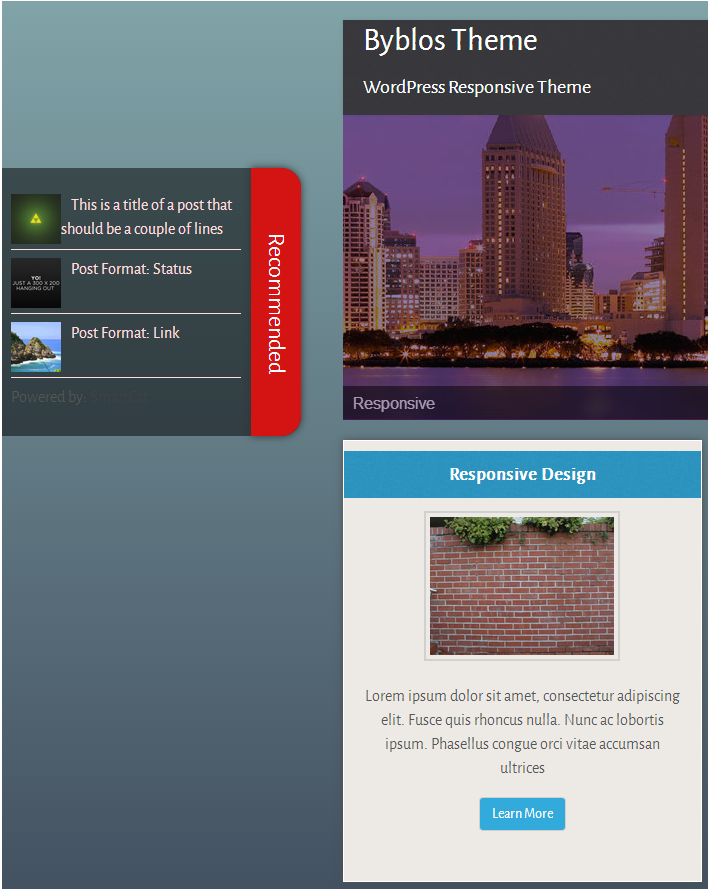 Byblos Theme
WordPress Responsive Theme
This is a title of a post that
should be a couple of lines
YO!
JUST A 300 X 200
HANGING OUT
Post Format: Status
Post Format: Link
Powered by:
Recommended
Responsive
Responsive Design
Lorem ipsum dolor sit amet, consectetur adipiscing
elit. Fusce quis rhoncus nulla. Nunc ac lobortis
ipsum. Phasellus congue orci vitae accumsan
ultrices
Learn More